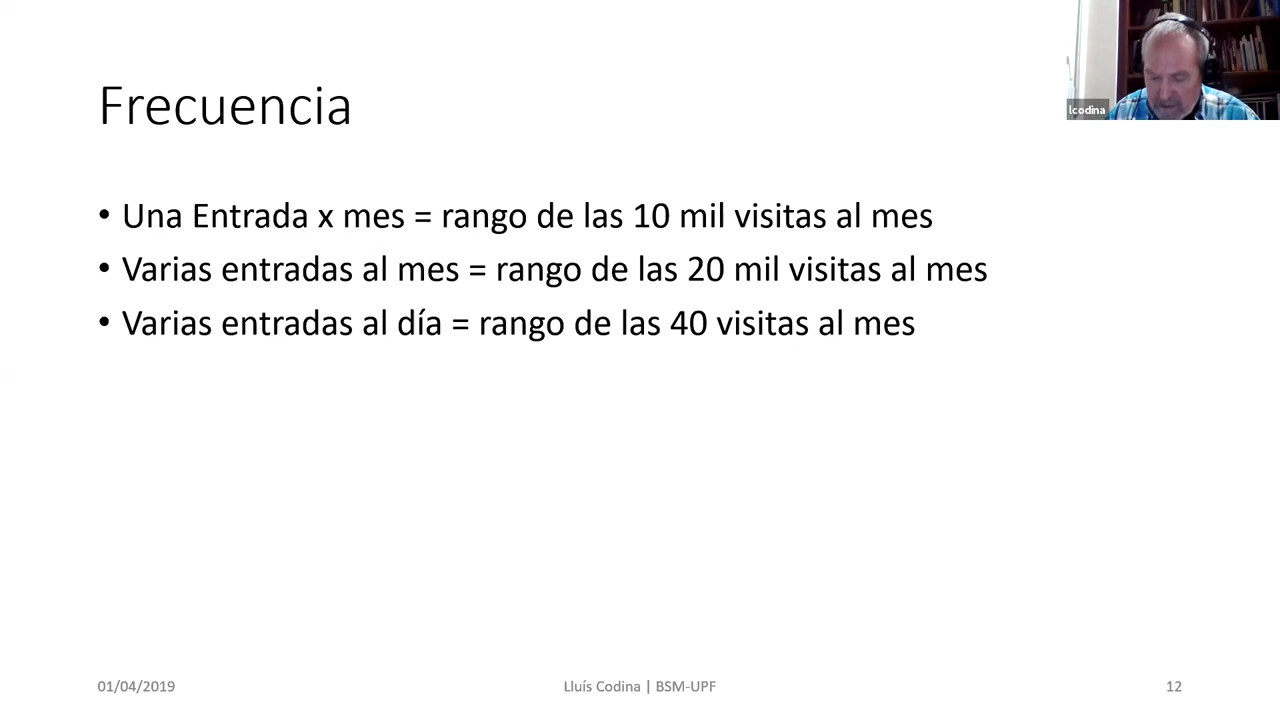 lcodina
Frecuencia
• Una Entrada x mes = rango de las 10 mil visitas al mes
• Varias entradas al mes = rango de las 20 mil visitas al mes
• Varias entradas al día = rango de las 40 visitas al mes
01/04/2019
Lluís Codina | BSM-UPF
12